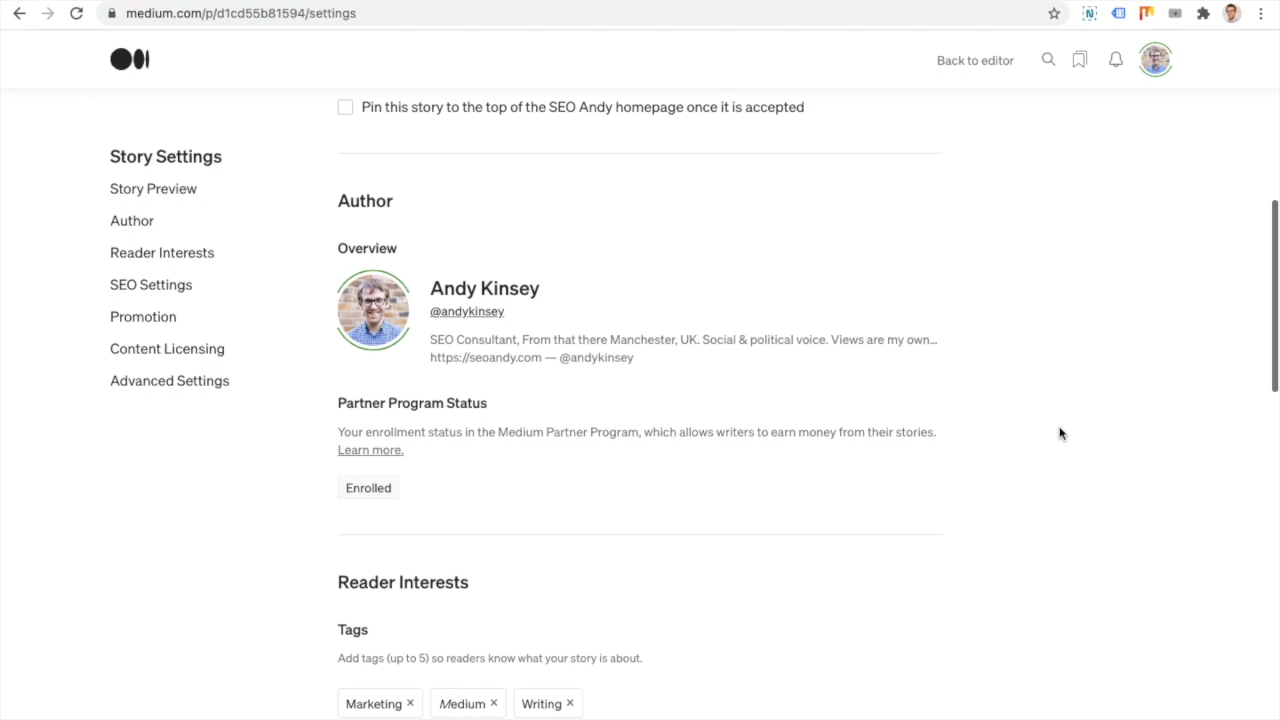 medium.com/p/d1cd55b81594/settings
Back to editor
Pin this story to the top of the SEO Andy homepage once it is accepted
Story Settings
Story Preview
Author
Reader Interests
SEO Settings
Promotion
Content Licensing
Advanced Settings
Author
Overview
Andy Kinsey
@andykinsey
SEO Consultant, From that there Manchester, UK. Social & political voice. Views are my own...
https://seoandy.com — @andykinsey
Partner Program Status
Your enrollment status in the Medium Partner Program, which allows writers to earn money from their stories.
Learn more.
Enrolled
Reader Interests
Tags
Add tags (up to 5) so readers know what your story is about.
Marketing × Medium × Writing ×